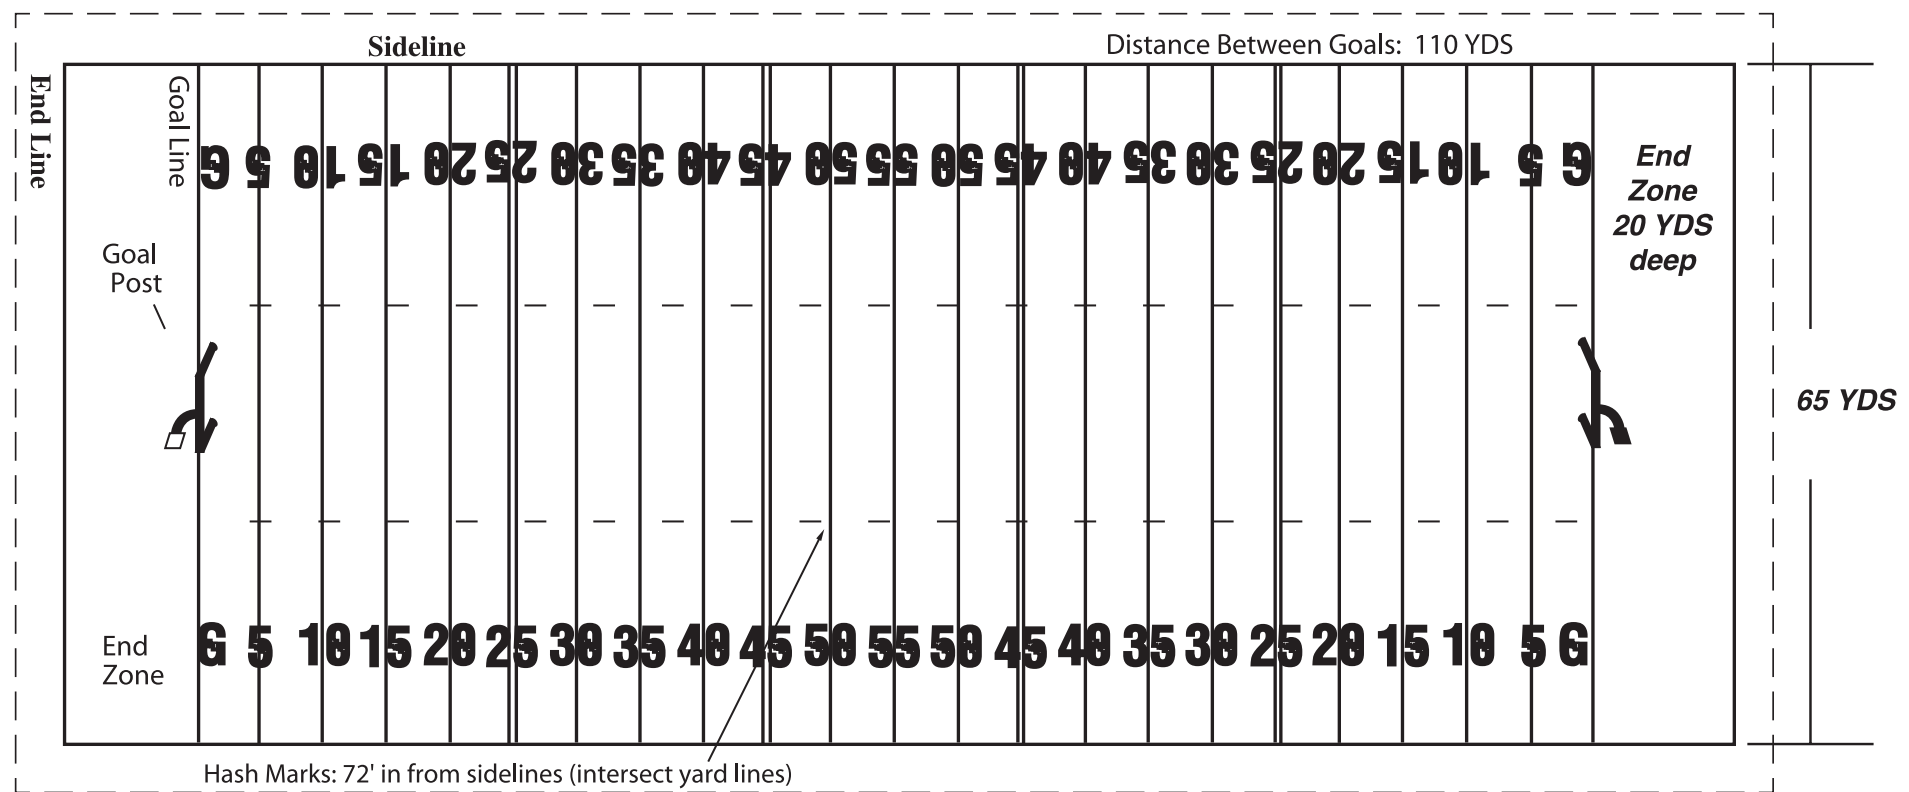 Sideline
Distance Between Goals: 110 YDS
End Line
Goal Line
G 5 10 15 20 25 30 35 40 45 50 55 50 45 40 35 30 25 20 15 10 5 G
End
Zone
20 YDS
deep
Goal
Post
65 YDS
End
Zone
G 5 10 15 20 25 30 35 40 45 50 55 50 45 40 35 30 25 20 15 10 5 G
Hash Marks: 72' in from sidelines (intersect yard lines)